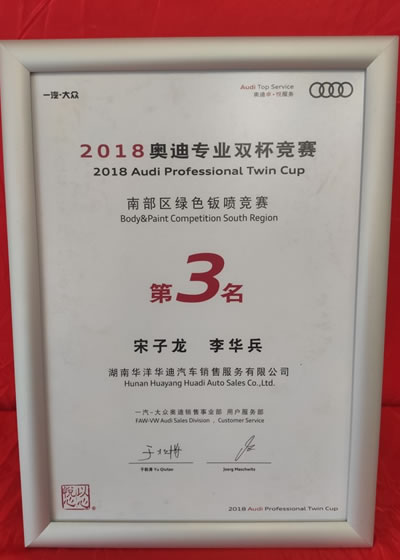 一汽-大众
Audi Top Service
奥迪卓·悦服务
2018奥迪专业双杯竞赛
2018 Audi Professional Twin Cup
南部区绿色钣喷竞赛
Body&Paint Competition South Region
第3名
宋子龙 李华兵
湖南华洋华迪汽车销售服务有限公司
Hunan Huayang Huadi Auto Sales Co.,Ltd.
一汽-大众奥迪销售事业部 用户服务部
FAW-VW Audi Sales Division , Customer Service
于秋涛 Yu Qiutao
Joerg Maschwitz
2018 Audi Professional Twin Cup